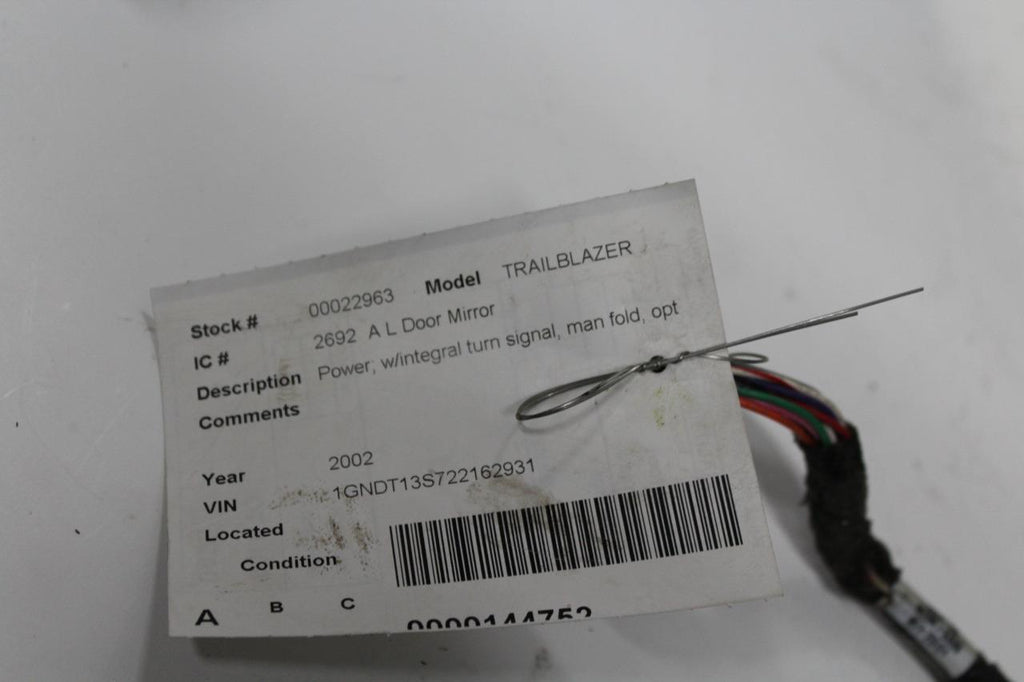 Stock # 00022963 Model TRAILBLAZER
IC # 2692 A L Door Mirror
Description Power; w/integral turn signal, man fold, opt
Comments
Year 2002
VIN 1GNDT13S722162931
Located
Condition
A B C
0000144752